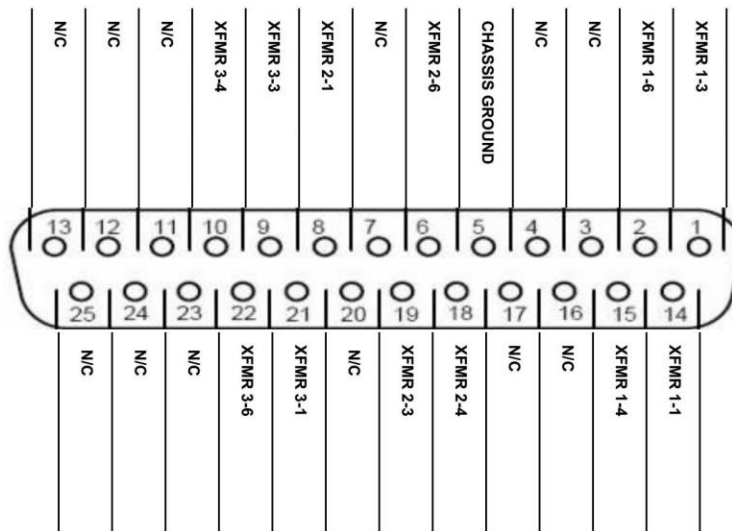 N/C
N/C
N/C
XFMR 3-4
XFMR 3-3
XFMR 2-1
N/C
XFMR 2-6
CHASSIS GROUND
N/C
N/C
XFMR 1-6
XFMR 1-3
13 12 11 10 9 8 7 6 5 4 3 2 1
25 24 23 22 21 20 19 18 17 16 15 14
N/C
N/C
N/C
XFMR 3-6
XFMR 3-1
N/C
XFMR 2-3
XFMR 2-4
N/C
N/C
XFMR 1-4
XFMR 1-1